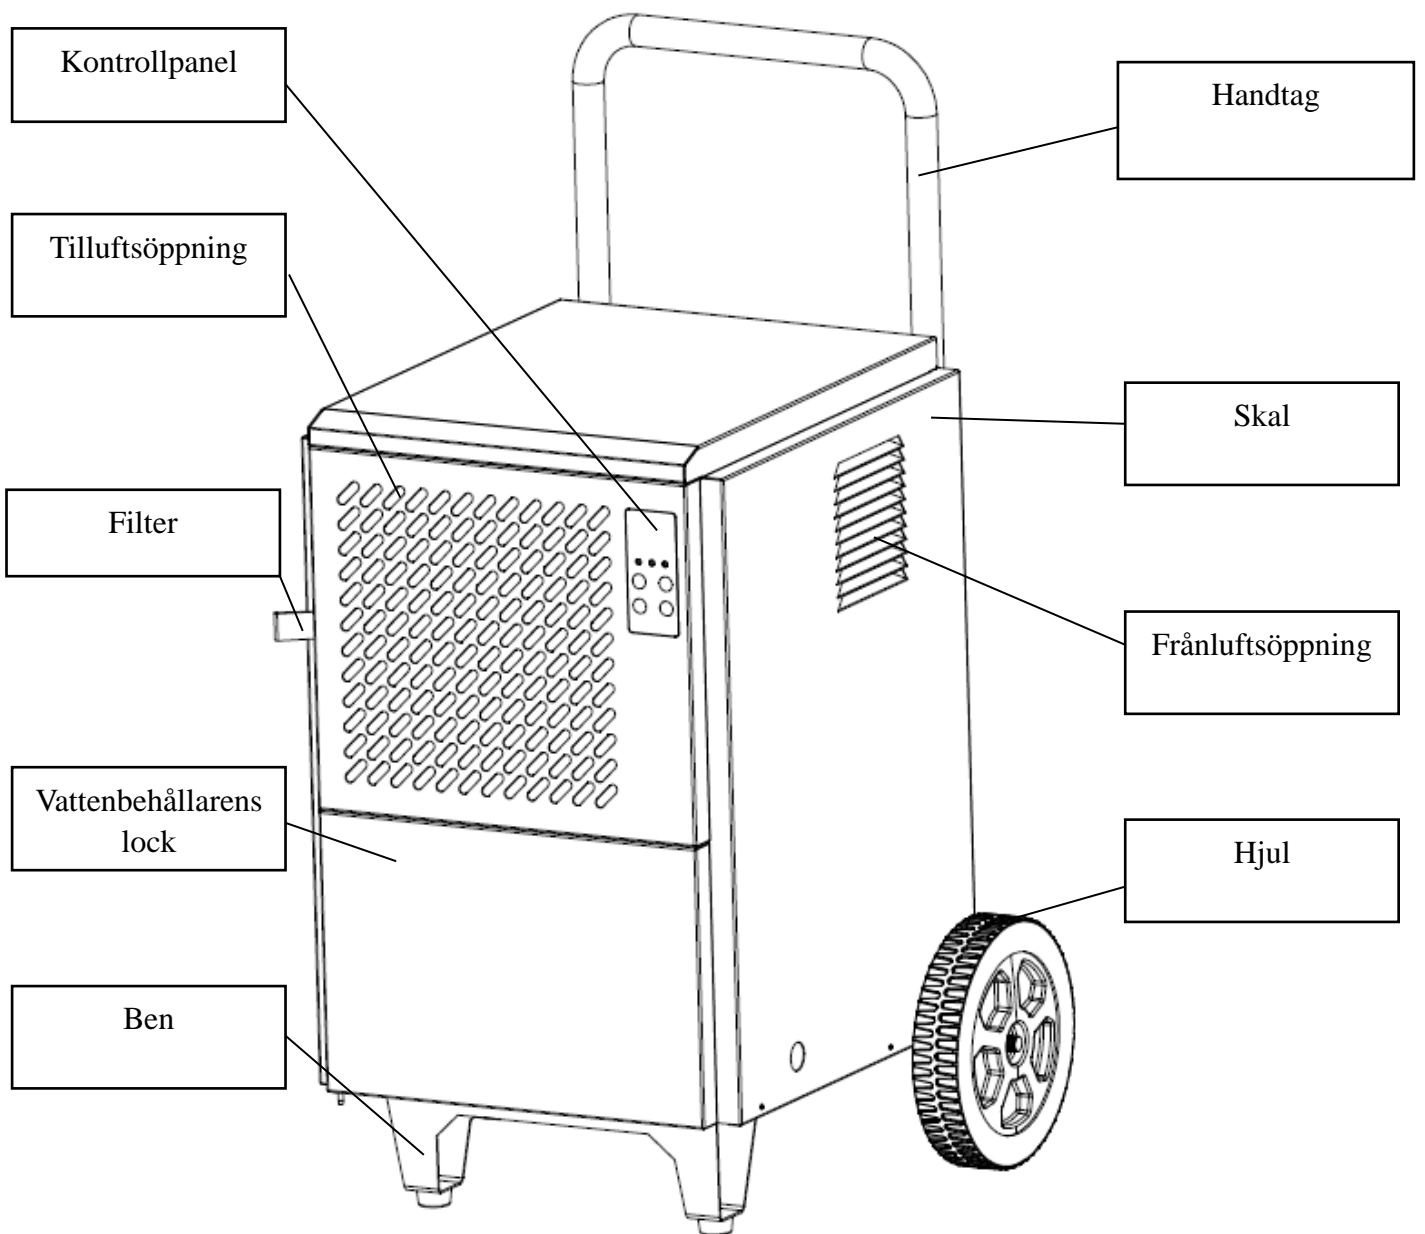 Kontrollpanel
Handtag
Tilluftsöppning
Skal
Filter
Frånluftsöppning
Vattenbehållarens
lock
Hjul
Ben